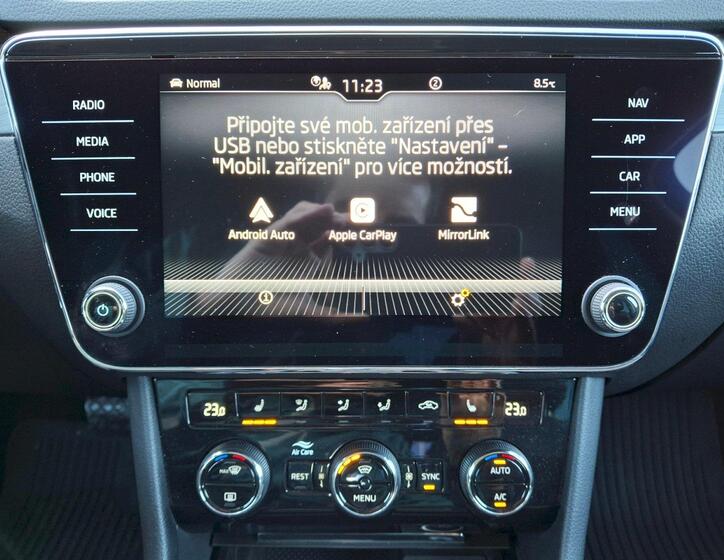 Normal 11:23 2 8.5°C
RADIO
MEDIA
PHONE
VOICE
Připojte své mob. zařízení přes
USB nebo stiskněte "Nastavení" –
"Mobil. zařízení" pro více možností.
Android Auto Apple CarPlay MirrorLink
NAV
APP
CAR
MENU
23.0 23.0
Air Care
MAX REST MENU SYNC AUTO
A/C